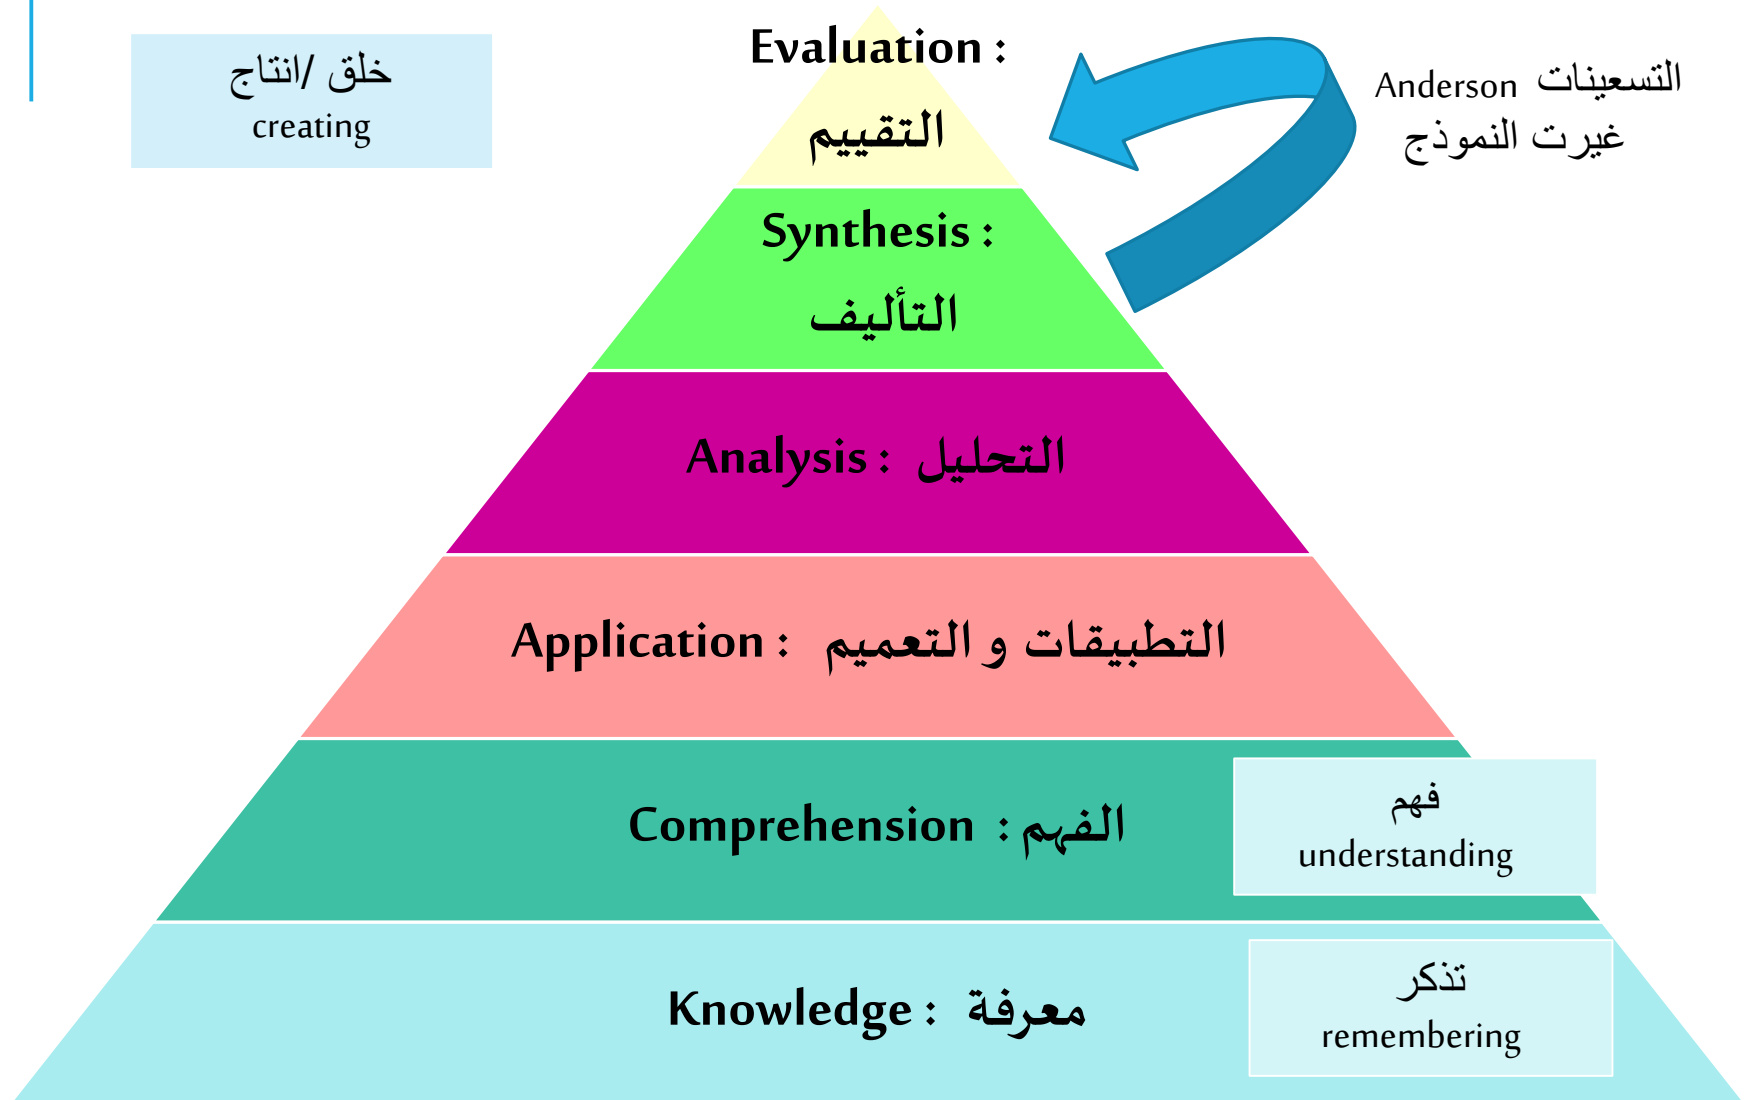 خلق /انتاج
creating
Evaluation :
التقييم
التسعينات Anderson
غيرت النموذج
Synthesis :
التأليف
Analysis : التحليل
Application : التطبيقات و التعميم
Comprehension : الفهم
فهم
understanding
Knowledge : معرفة
تذكر
remembering